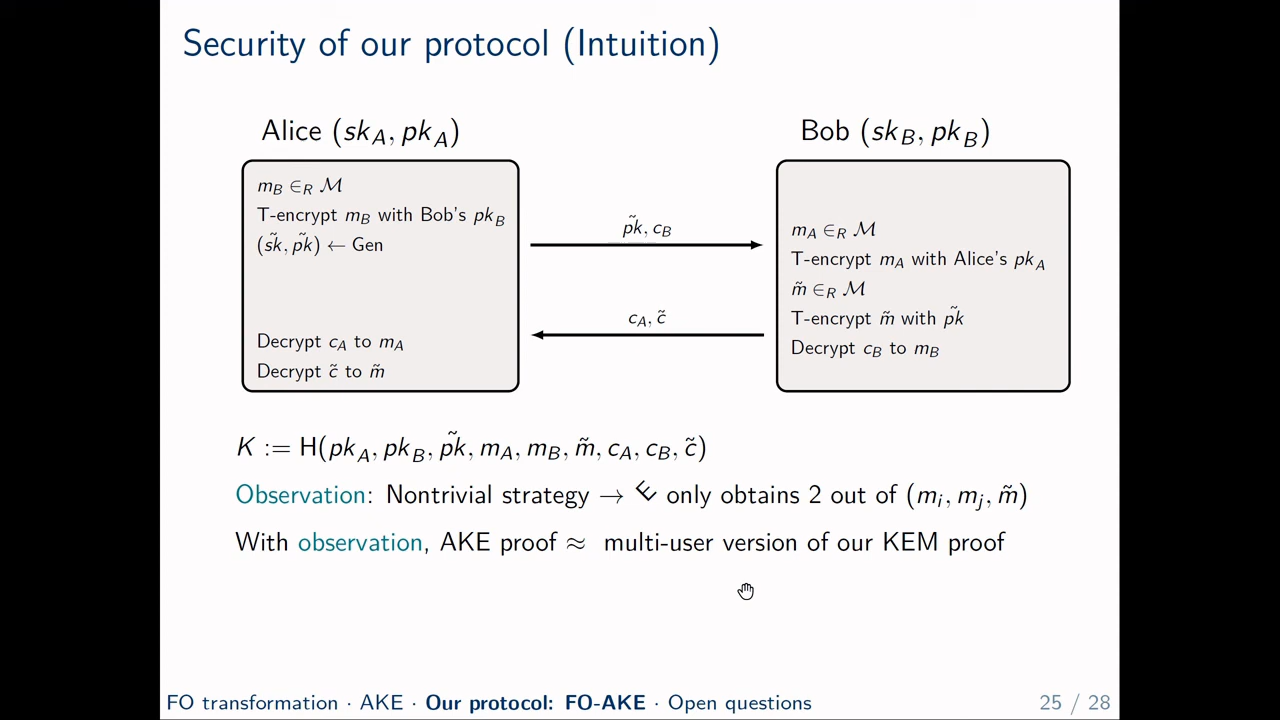 Security of our protocol (Intuition)
Alice (sk_A, pk_A)
Bob (sk_B, pk_B)
m_B ∈_R ℳ
T-encrypt m_B with Bob's pk_B
(s̃k, p̃k) ← Gen
Decrypt c_A to m_A
Decrypt c̃ to m̃
p̃k, c_B
c_A, c̃
m_A ∈_R ℳ
T-encrypt m_A with Alice's pk_A
m̃ ∈_R ℳ
T-encrypt m̃ with p̃k
Decrypt c_B to m_B
K := H(pk_A, pk_B, p̃k, m_A, m_B, m̃, c_A, c_B, c̃)
Observation: Nontrivial strategy → only obtains 2 out of (m_i, m_j, m̃)
With observation, AKE proof ≈ multi-user version of our KEM proof
FO transformation · AKE · Our protocol: FO-AKE · Open questions
25 / 28